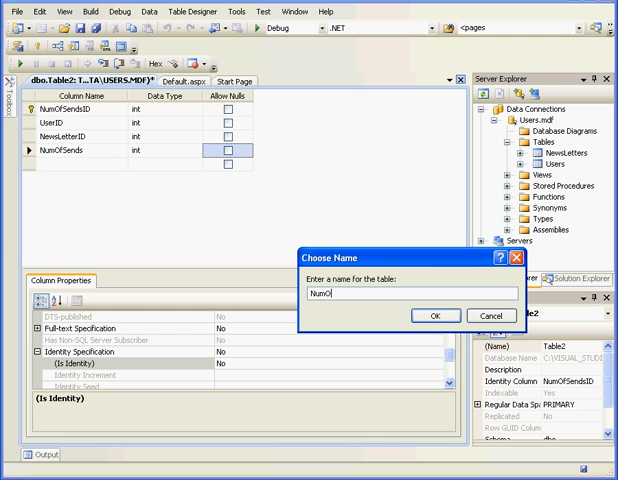 File Edit View Build Debug Data Table Designer Tools Test Window Help
Debug .NET <pages
Hex
dbo.Table2: T...TA\USERS.MDF)* Default.aspx Start Page
Toolbox
Column Name Data Type Allow Nulls
NumOfSendsID int
UserID int
NewsLetterID int
NumOfSends int
Server Explorer
Data Connections
Users.mdf
Database Diagrams
Tables
NewsLetters
Users
Views
Stored Procedures
Functions
Synonyms
Types
Assemblies
Servers
Solution Explorer
Choose Name
Enter a name for the table:
NumO
OK Cancel
Column Properties
DTS-published No
Full-text Specification No
Has Non-SQL Server Subscriber No
Identity Specification No
(Is Identity) No
Identity Increment
Identity Seed
(Is Identity)
(Name) Table2
Database Name C:\VISUAL_STUDI
Description
Identity Column NumOfSendsID
Indexable Yes
Regular Data Spa PRIMARY
Replicated No
Row GUID Colum
Schema dbo
Output